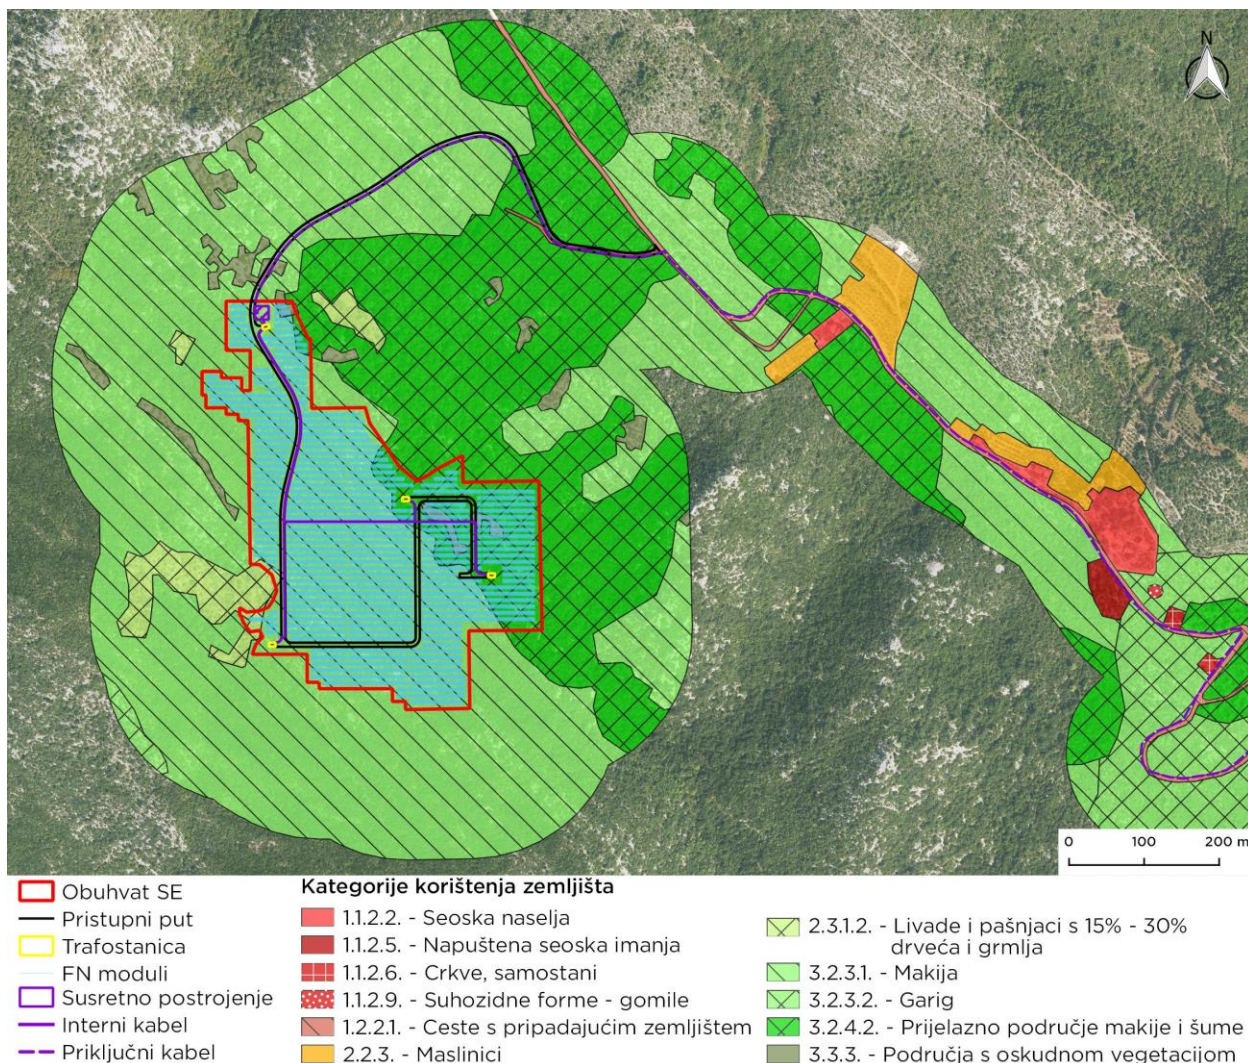 N
0 100 200 m
Obuhvat SE
Pristupni put
Trafostanica
FN moduli
Susretno postrojenje
Interni kabel
Priključni kabel
Kategorije korištenja zemljišta
1.1.2.2. - Seoska naselja
1.1.2.5. - Napuštena seoska imanja
1.1.2.6. - Crkve, samostani
1.1.2.9. - Suhozidne forme - gomile
1.2.2.1. - Ceste s pripadajućim zemljištem
2.2.3. - Maslinici
2.3.1.2. - Livade i pašnjaci s 15% - 30%
drveća i grmlja
3.2.3.1. - Makija
3.2.3.2. - Garig
3.2.4.2. - Prijelazno područje makije i šume
3.3.3. - Područja s oskudnom vegetacijom